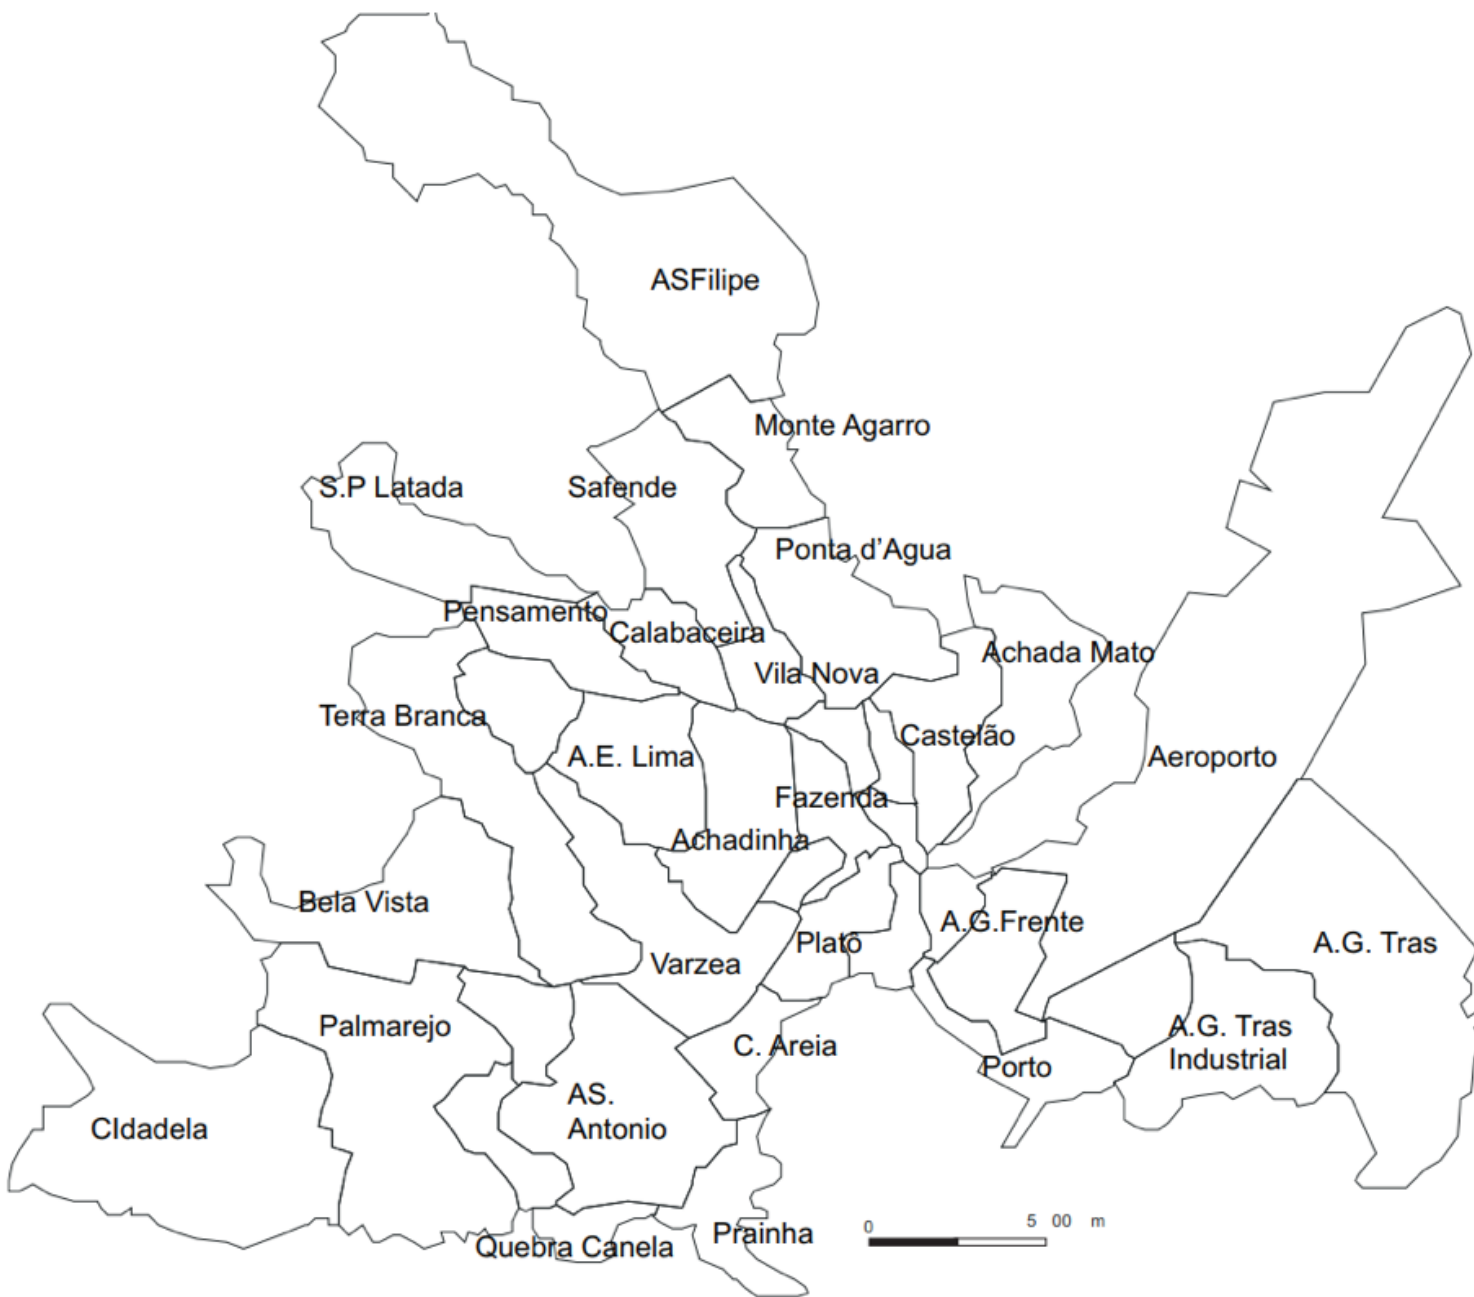 ASFilipe
Monte Agarro
S.P Latada
Safende
Ponta d'Agua
Pensamento
Calabaceira
Achada Mato
Vila Nova
Terra Branca
Castelão
A.E. Lima
Aeroporto
Fazenda
Achadinha
Bela Vista
A.G.Frente
Platô
A.G. Tras
Varzea
Palmarejo
A.G. Tras
Industrial
C. Areia
Porto
AS.
Antonio
CIdadela
Prainha
Quebra Canela
0 5 00 m